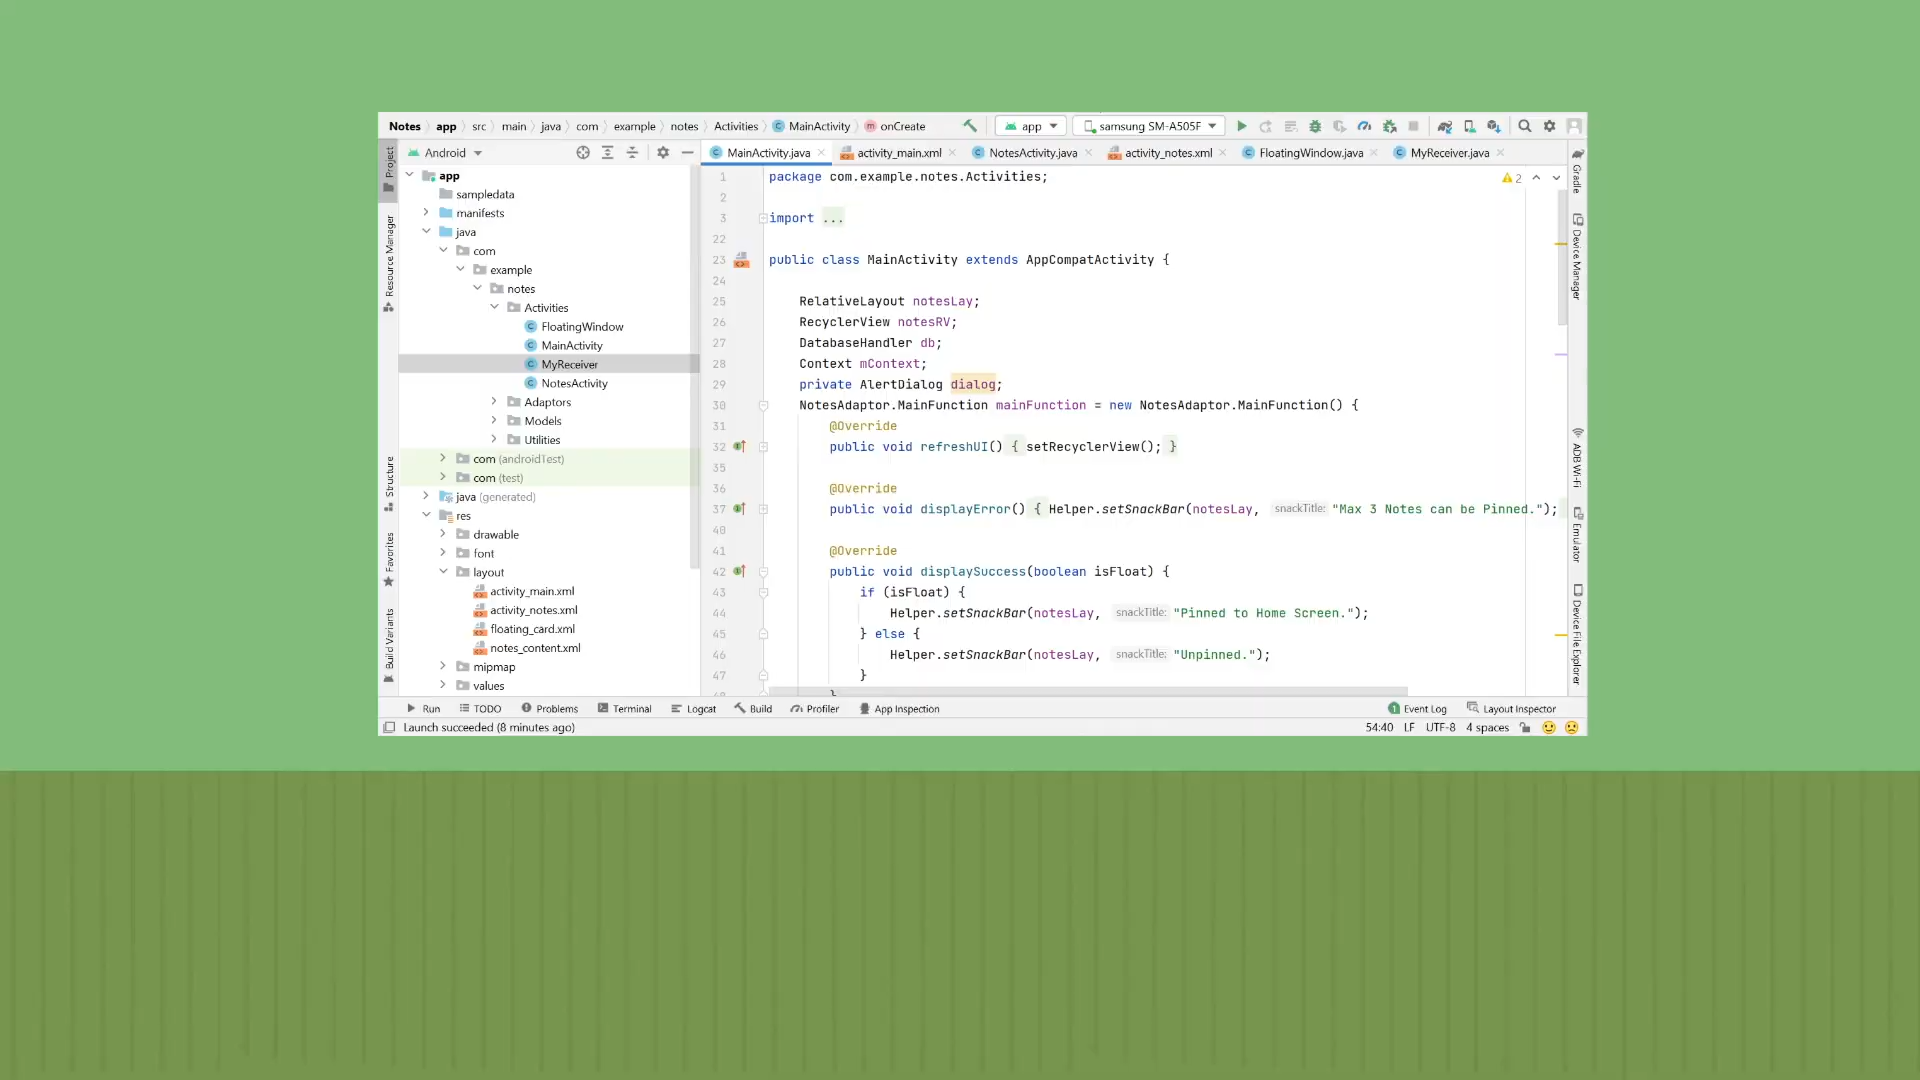 Notes app src main java com example notes Activities MainActivity onCreate app samsung SM-A505F
Android
MainActivity.java activity_main.xml NotesActivity.java activity_notes.xml FloatingWindow.java MyReceiver.java
Project
Resource Manager
Structure
Favorites
Build Variants
app
sampledata
manifests
java
com
example
notes
Activities
FloatingWindow
MainActivity
MyReceiver
NotesActivity
Adaptors
Models
Utilities
com (androidTest)
com (test)
java (generated)
res
drawable
font
layout
activity_main.xml
activity_notes.xml
floating_card.xml
notes_content.xml
mipmap
values
1 package com.example.notes.Activities;
2
3 import ...
22
23 public class MainActivity extends AppCompatActivity {
24
25 RelativeLayout notesLay;
26 RecyclerView notesRV;
27 DatabaseHandler db;
28 Context mContext;
29 private AlertDialog dialog;
30 NotesAdaptor.MainFunction mainFunction = new NotesAdaptor.MainFunction() {
31 @Override
32 public void refreshUI() { setRecyclerView(); }
35
36 @Override
37 public void displayError() { Helper.setSnackBar(notesLay, snackTitle: "Max 3 Notes can be Pinned.");
40
41 @Override
42 public void displaySuccess(boolean isFloat) {
43 if (isFloat) {
44 Helper.setSnackBar(notesLay, snackTitle: "Pinned to Home Screen.");
45 } else {
46 Helper.setSnackBar(notesLay, snackTitle: "Unpinned.");
47 }
2
Gradle
Device Manager
ADB Wi-Fi
Emulator
Device File Explorer
Run TODO Problems Terminal Logcat Build Profiler App Inspection 1 Event Log Layout Inspector
Launch succeeded (8 minutes ago) 54:40 LF UTF-8 4 spaces